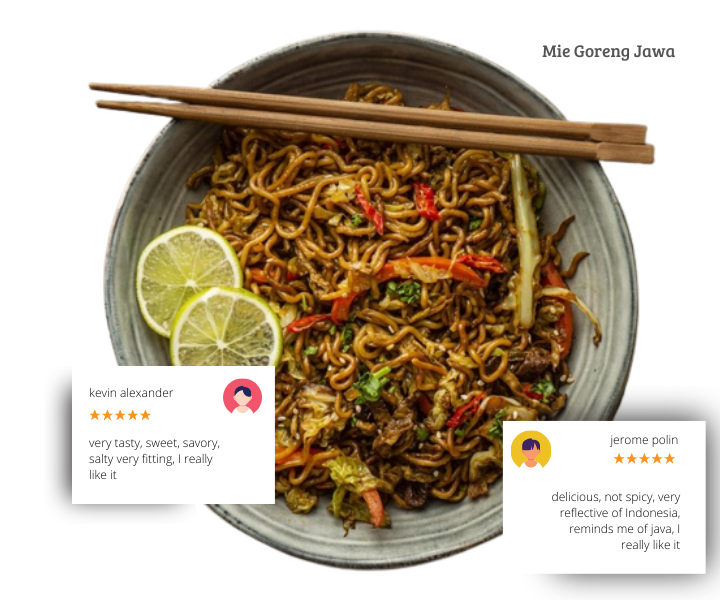 Mie Goreng Jawa
kevin alexander
very tasty, sweet, savory,
salty very fitting, I really
like it
jerome polin
delicious, not spicy, very
reflective of Indonesia,
reminds me of java, I
really like it